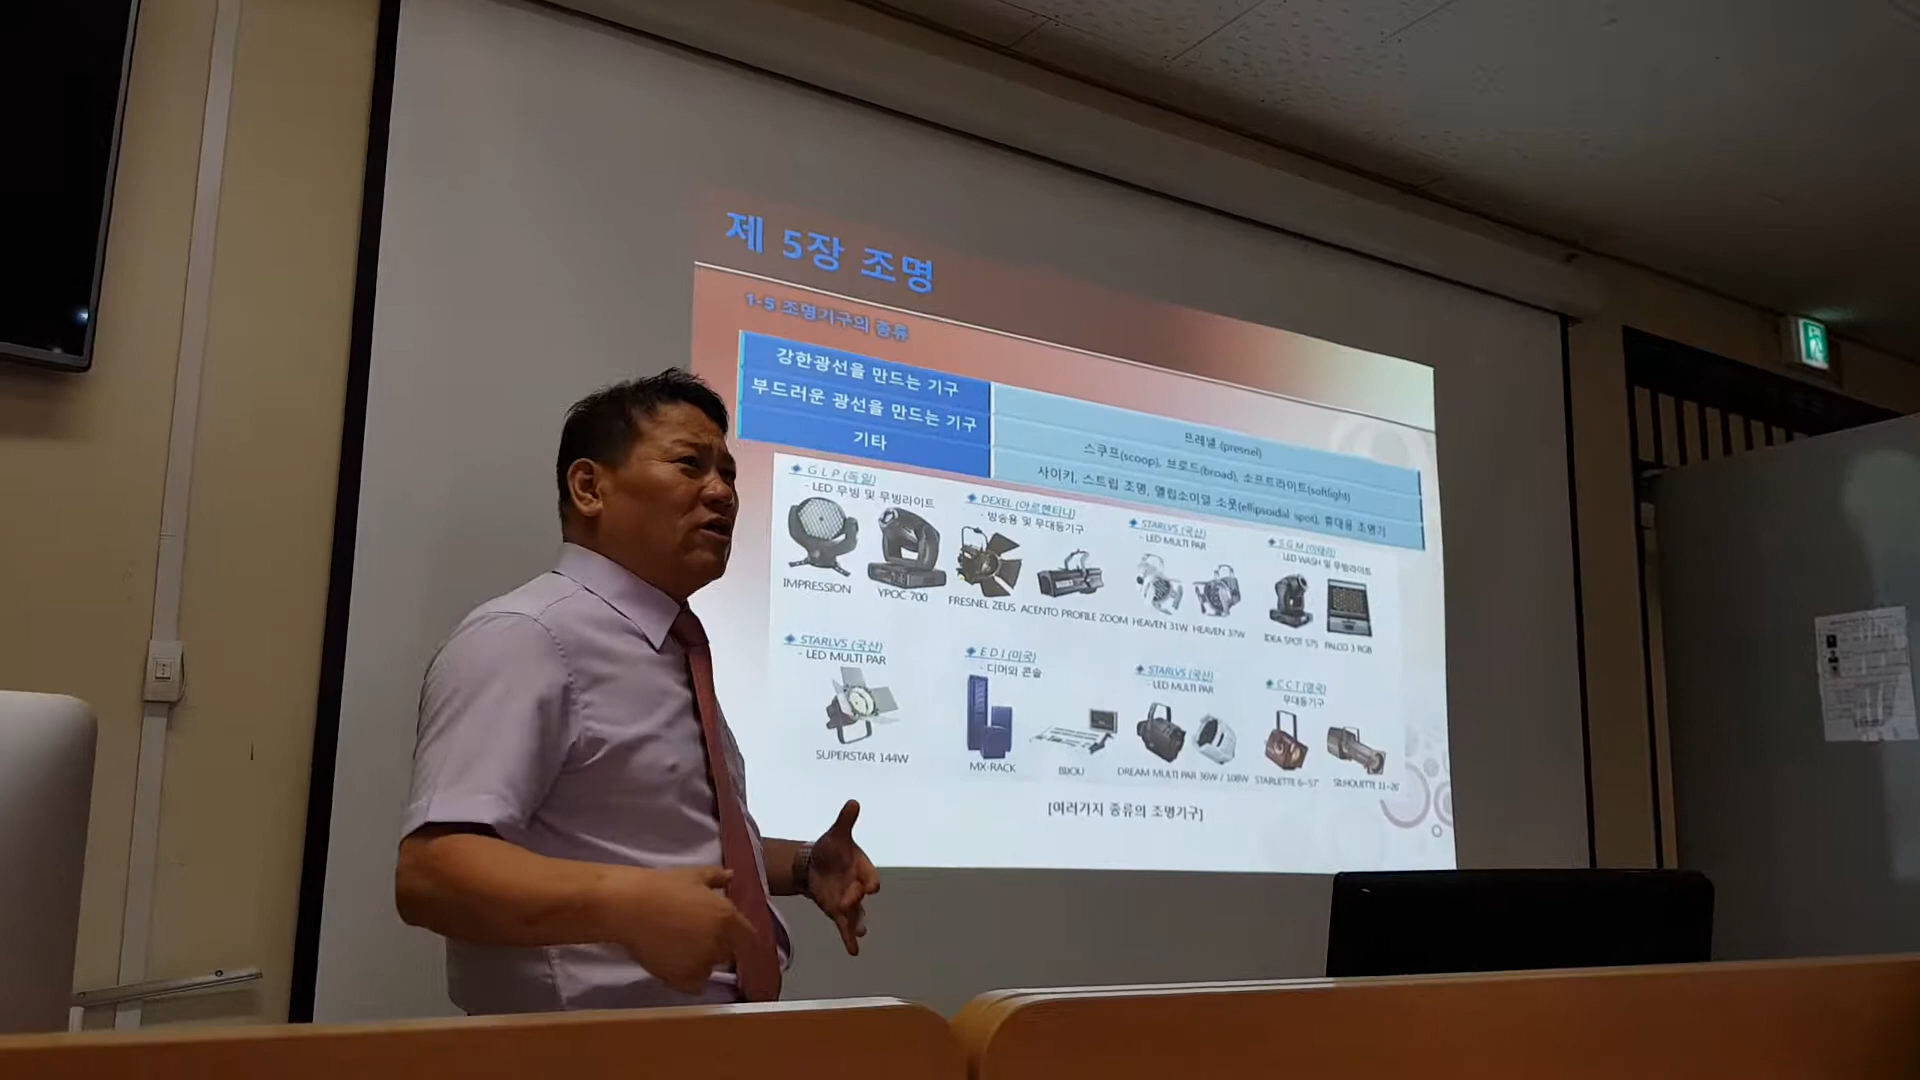 제 5장 조명
1-5 조명기구의 종류
강한광선을 만드는 기구
프레넬 (presnel)
부드러운 광선을 만드는 기구
스쿠프(scoop), 브로드(broad), 소프트라이트(softlight)
기타
사이키, 스트립 조명, 엘립소이덜 소폿(ellipsoidal spot), 휴대용 조명기
G L P (독일)
- LED 무빙 및 무빙라이트
IMPRESSION
YPOC 700
DEXEL (아르헨티나)
- 방송용 및 무대등기구
FRESNEL ZEUS
ACENTO PROFILE ZOOM
STARLVS (국산)
- LED MULTI PAR
HEAVEN 31W
HEAVEN 37W
S G M (이태리)
- LED WASH 및 무빙라이트
IDEA SPOT 575
PALCO 3 RGB
STARLVS (국산)
- LED MULTI PAR
SUPERSTAR 144W
E D I (미국)
- 디머와 콘솔
MX-RACK
BIJOU
STARLVS (국산)
- LED MULTI PAR
DREAM MULTI PAR 36W / 108W
C C T (영국)
무대등기구
STARLETTE 6~57˚
SILHOUETTE 11~26˚
[여러가지 종류의 조명기구]